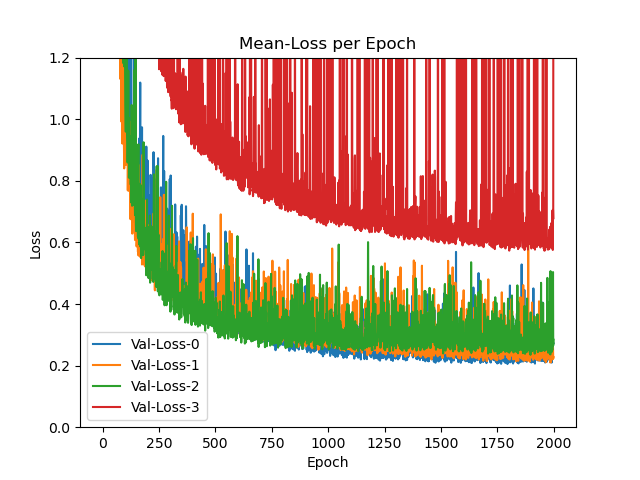 Mean-Loss per Epoch
Loss
1.2
1.0
0.8
0.6
0.4
0.2
0.0
Val-Loss-0
Val-Loss-1
Val-Loss-2
Val-Loss-3
0 250 500 750 1000 1250 1500 1750 2000
Epoch